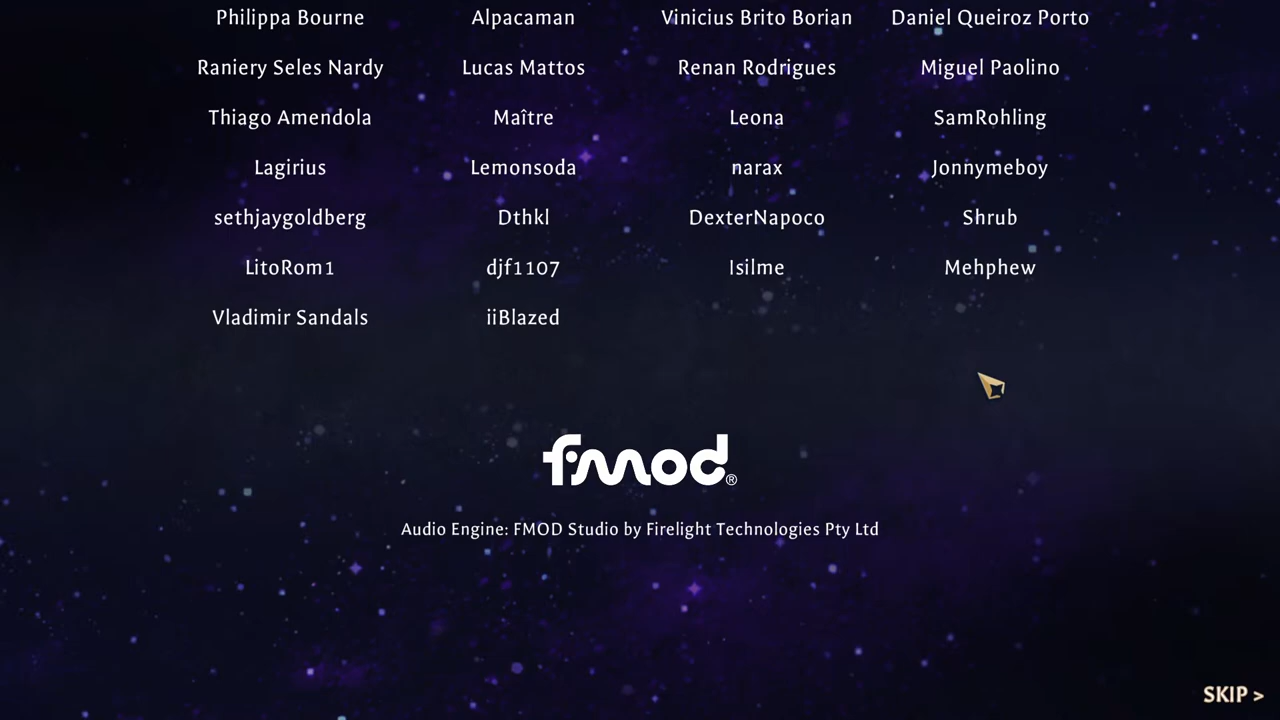 Philippa Bourne Alpacaman Vinicius Brito Borian Daniel Queiroz Porto
Raniery Seles Nardy Lucas Mattos Renan Rodrigues Miguel Paolino
Thiago Amendola Maître Leona SamRohling
Lagirius Lemonsoda narax Jonnymeboy
sethjaygoldberg Dthkl DexterNapoco Shrub
LitoRom1 djf1107 Isilme Mehphew
Vladimir Sandals iiBlazed
fmod®
Audio Engine: FMOD Studio by Firelight Technologies Pty Ltd
SKIP >